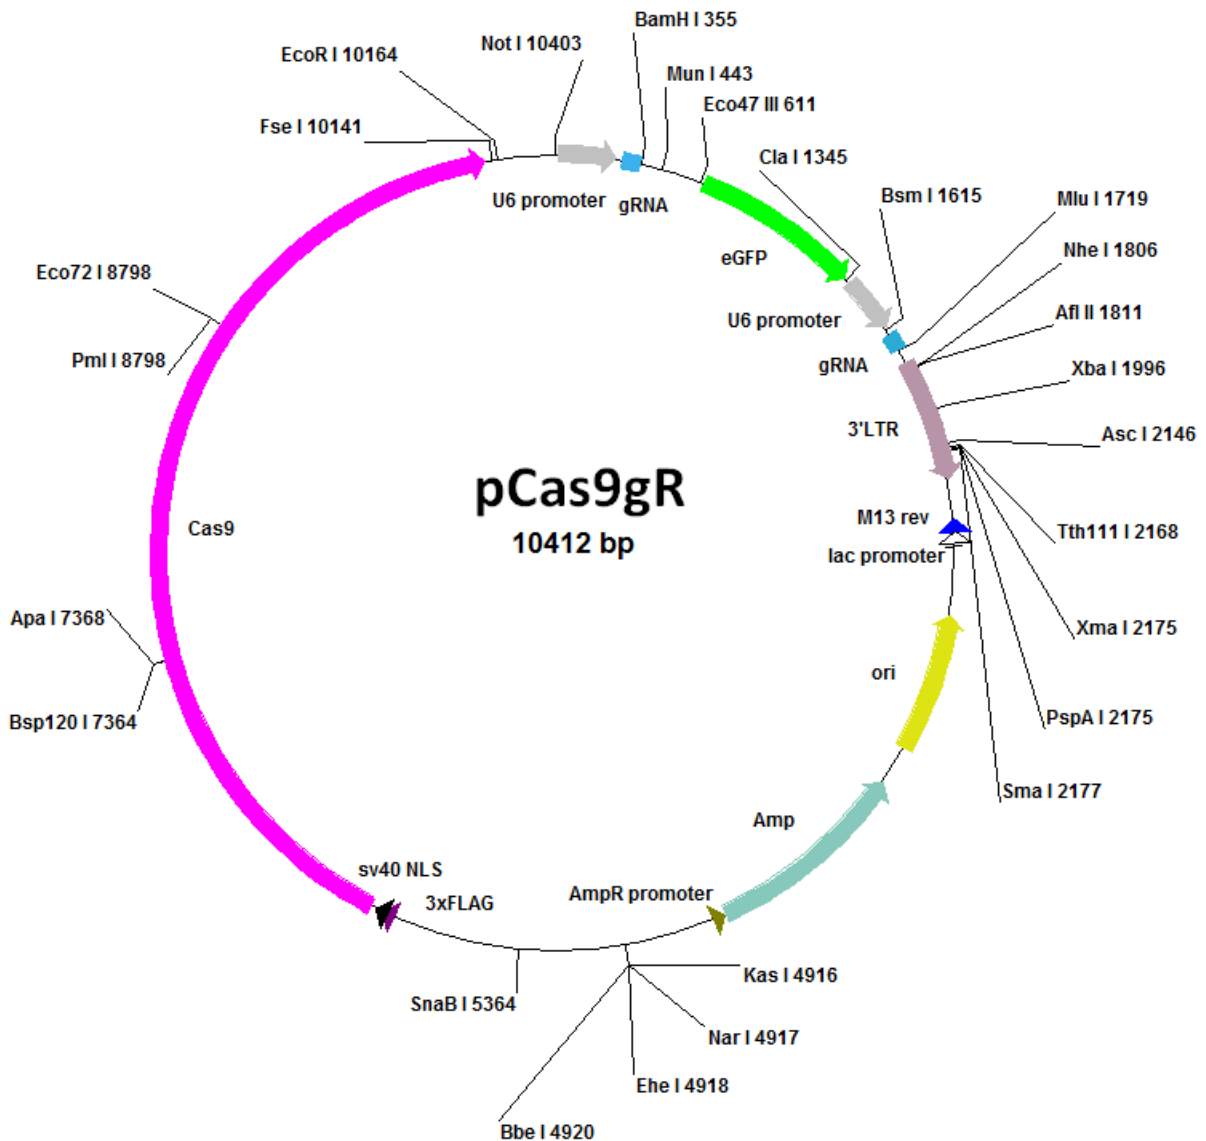 BamH I 355
Not I 10403
EcoR I 10164
Mun I 443
Eco47 III 611
Fse I 10141
Cla I 1345
Bsm I 1615
Mlu I 1719
U6 promoter
gRNA
Nhe I 1806
eGFP
Eco72 I 8798
Afl II 1811
U6 promoter
Pml I 8798
gRNA
Xba I 1996
3'LTR
Asc I 2146
pCas9gR
10412 bp
M13 rev
Cas9
Tth111 I 2168
lac promoter
Apa I 7368
Xma I 2175
ori
Bsp120 I 7364
PspA I 2175
Sma I 2177
Amp
sv40 NLS
AmpR promoter
3xFLAG
Kas I 4916
SnaB I 5364
Nar I 4917
Ehe I 4918
Bbe I 4920